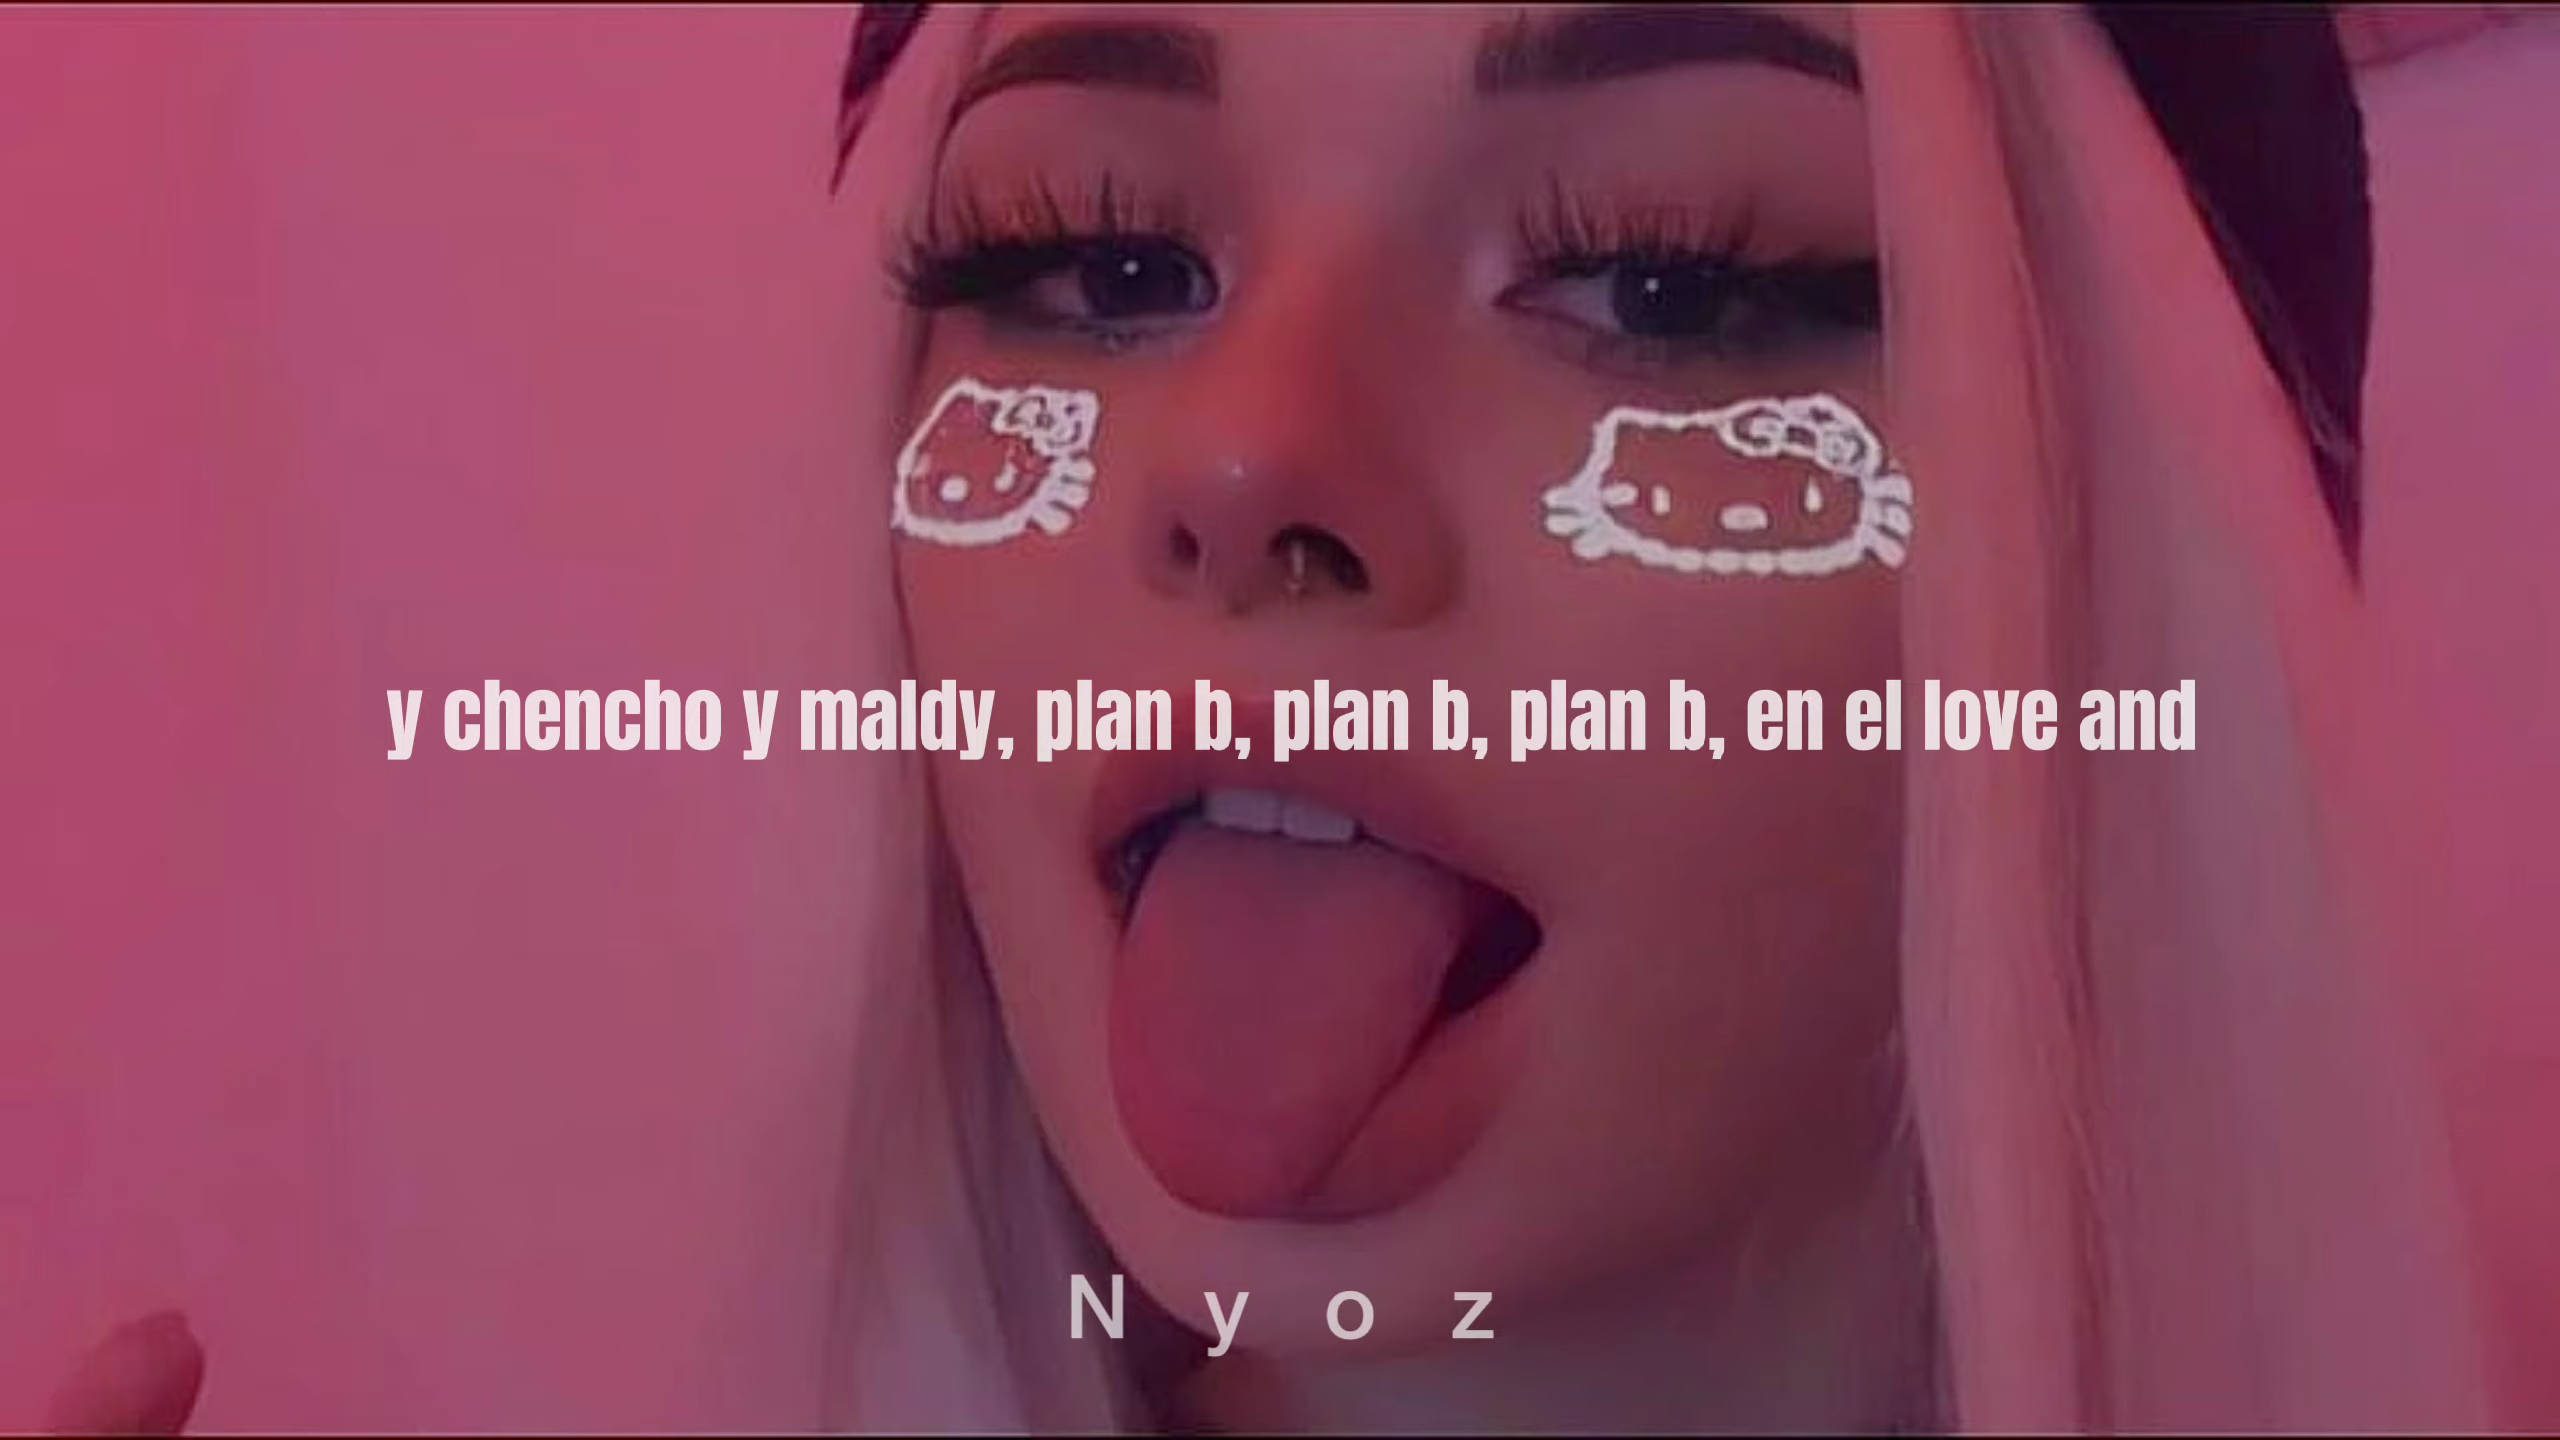 y chencho y maldy, plan b, plan b, plan b, en el love and
N y o z